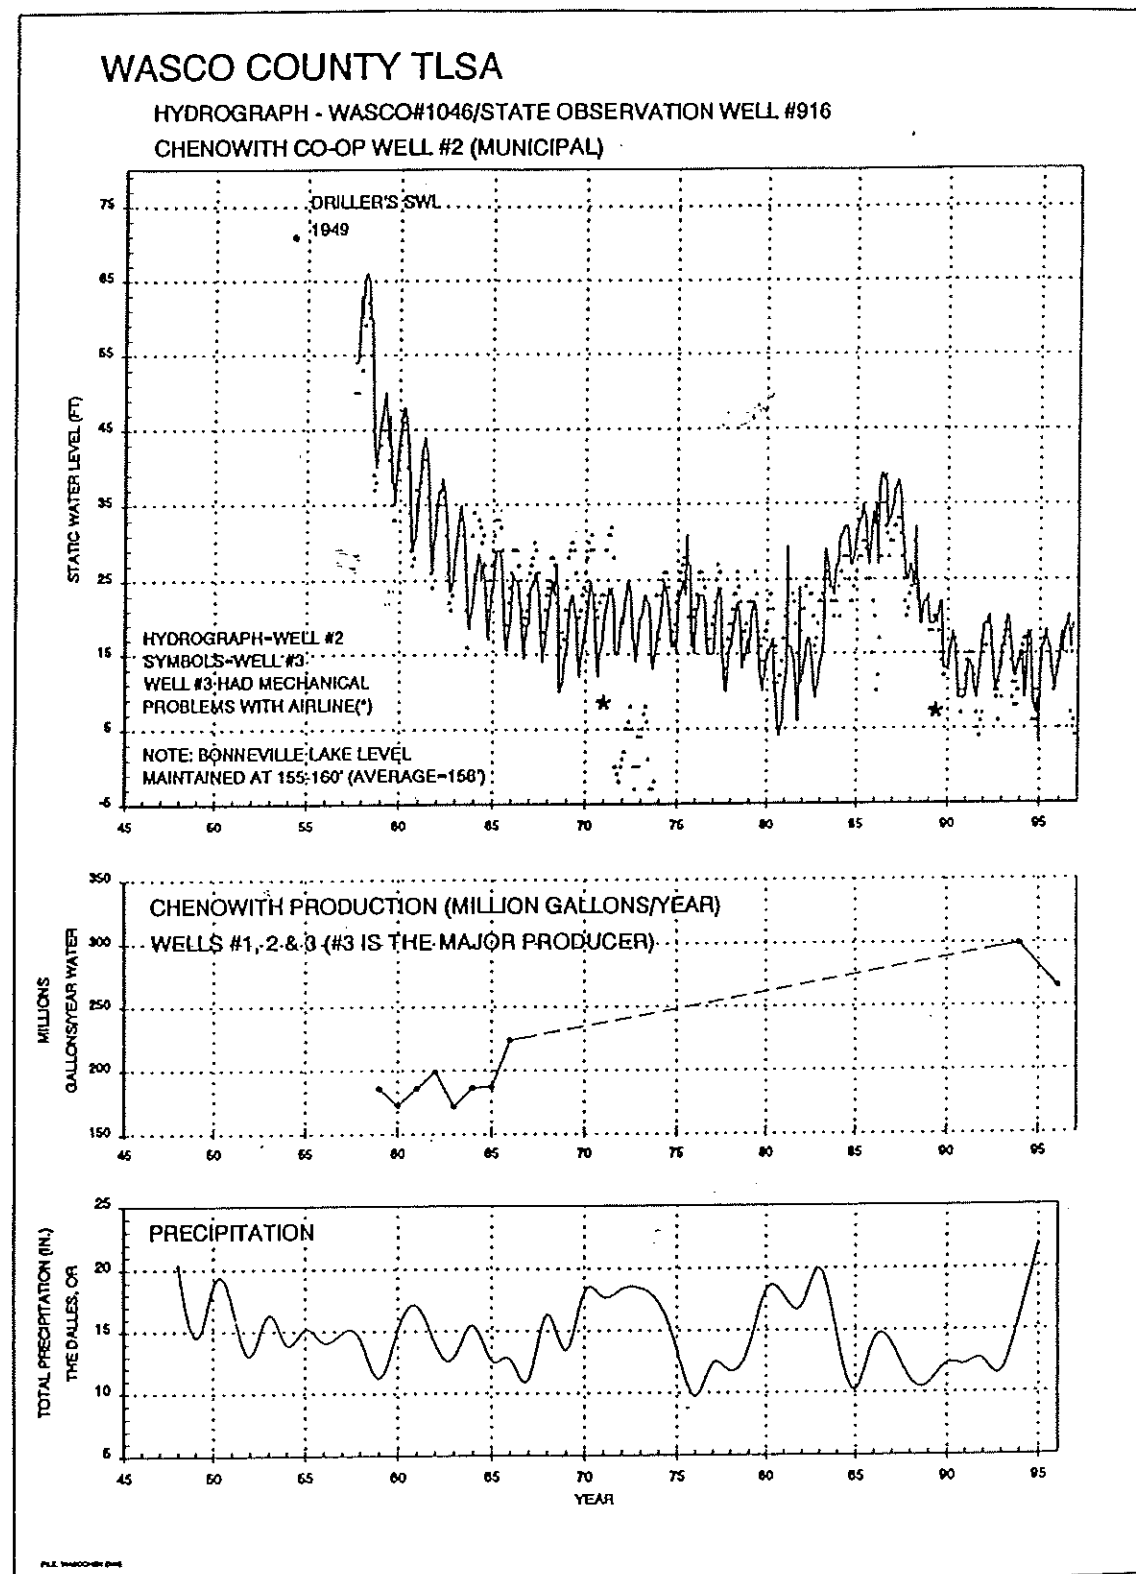 WASCO COUNTY TLSA
HYDROGRAPH - WASCO#1046/STATE OBSERVATION WELL #916
CHENOWITH CO-OP WELL #2 (MUNICIPAL)
STATIC WATER LEVEL (FT)
75
65
55
45
35
25
15
5
-5
DRILLER'S SWL
1949
HYDROGRAPH=WELL #2
SYMBOLS=WELL #3
WELL #3 HAD MECHANICAL
PROBLEMS WITH AIRLINE(*)
NOTE: BONNEVILLE LAKE LEVEL
MAINTAINED AT 155-160' (AVERAGE=158')
*
*
45 50 55 60 65 70 75 80 85 90 95
MILLIONS
GALLONS/YEAR WATER
350
300
250
200
150
CHENOWITH PRODUCTION (MILLION GALLONS/YEAR)
WELLS #1, 2 & 3 (#3 IS THE MAJOR PRODUCER)
45 50 55 60 65 70 75 80 85 90 95
TOTAL PRECIPITATION (IN.)
THE DALLES, OR
25
20
15
10
5
PRECIPITATION
45 50 55 60 65 70 75 80 85 90 95
YEAR